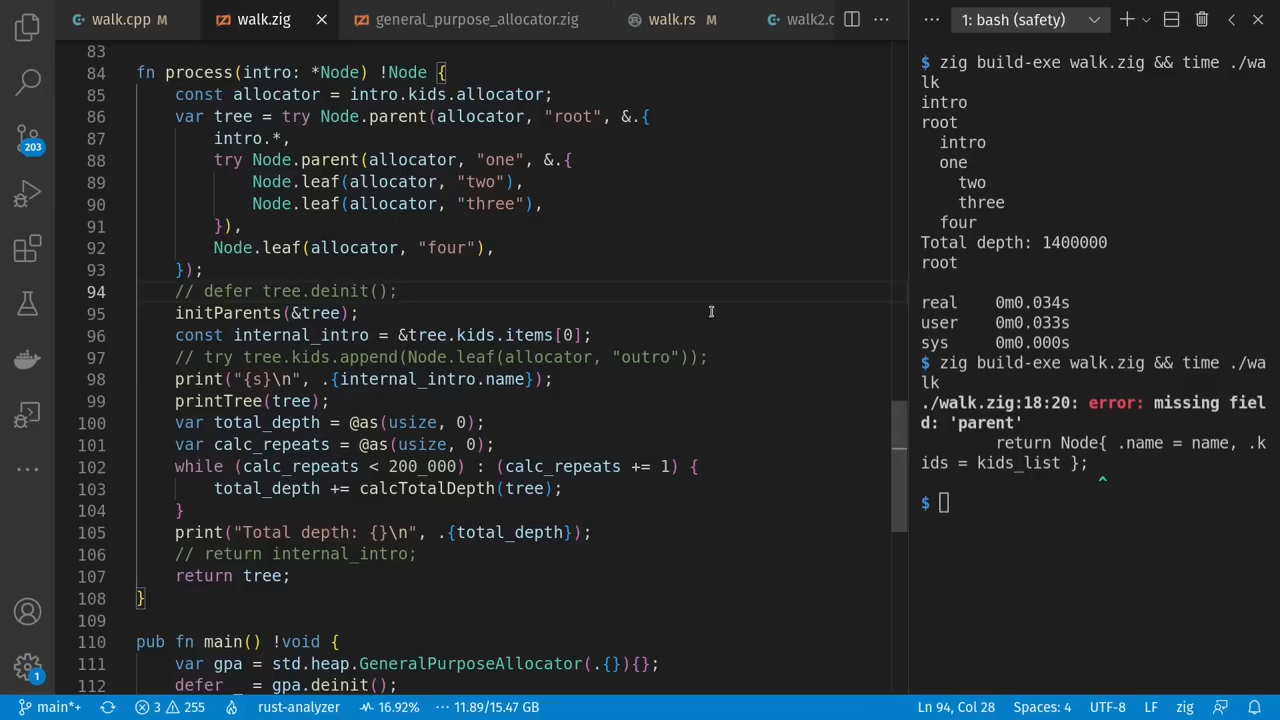 walk.cpp M
walk.zig
general_purpose_allocator.zig
walk.rs M
walk2.c
203
1
83
84 fn process(intro: *Node) !Node {
85 const allocator = intro.kids.allocator;
86 var tree = try Node.parent(allocator, "root", &.{
87 intro.*,
88 try Node.parent(allocator, "one", &.{
89 Node.leaf(allocator, "two"),
90 Node.leaf(allocator, "three"),
91 }),
92 Node.leaf(allocator, "four"),
93 });
94 // defer tree.deinit();
95 initParents(&tree);
96 const internal_intro = &tree.kids.items[0];
97 // try tree.kids.append(Node.leaf(allocator, "outro"));
98 print("{s}\n", .{internal_intro.name});
99 printTree(tree);
100 var total_depth = @as(usize, 0);
101 var calc_repeats = @as(usize, 0);
102 while (calc_repeats < 200_000) : (calc_repeats += 1) {
103 total_depth += calcTotalDepth(tree);
104 }
105 print("Total depth: {}\n", .{total_depth});
106 // return internal_intro;
107 return tree;
108 }
109
110 pub fn main() !void {
111 var gpa = std.heap.GeneralPurposeAllocator(.{}){};
112 defer _ = gpa.deinit();
1: bash (safety)
$ zig build-exe walk.zig && time ./wa
lk
intro
root
intro
one
two
three
four
Total depth: 1400000
root
real 0m0.034s
user 0m0.033s
sys 0m0.000s
$ zig build-exe walk.zig && time ./wa
lk
./walk.zig:18:20: error: missing fiel
d: 'parent'
return Node{ .name = name, .k
ids = kids_list };
^
$
main*+ 3 255 rust-analyzer 16.92% 11.89/15.47 GB Ln 94, Col 28 Spaces: 4 UTF-8 LF zig